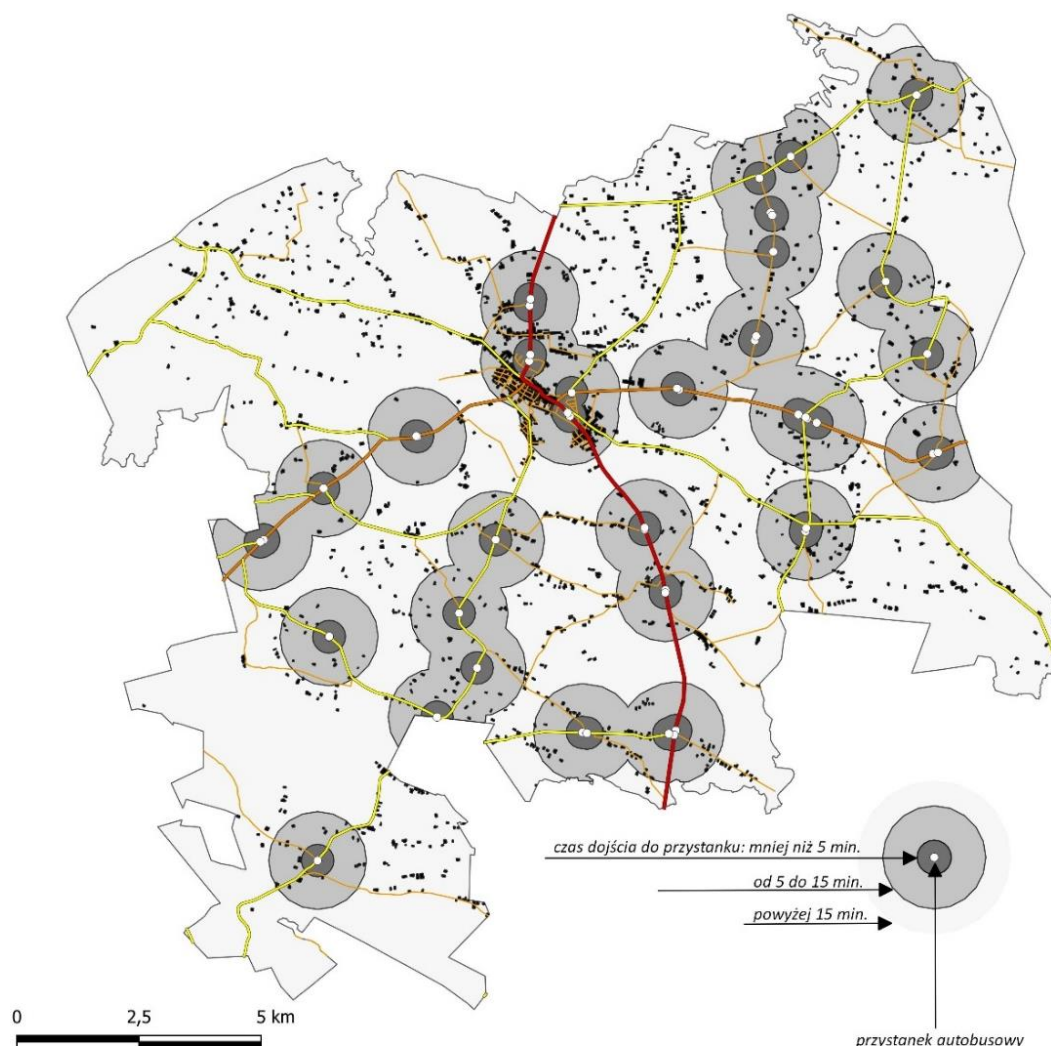 czas dojścia do przystanku: mniej niż 5 min.
od 5 do 15 min.
powyżej 15 min.
0 2,5 5 km
przystanek autobusowy